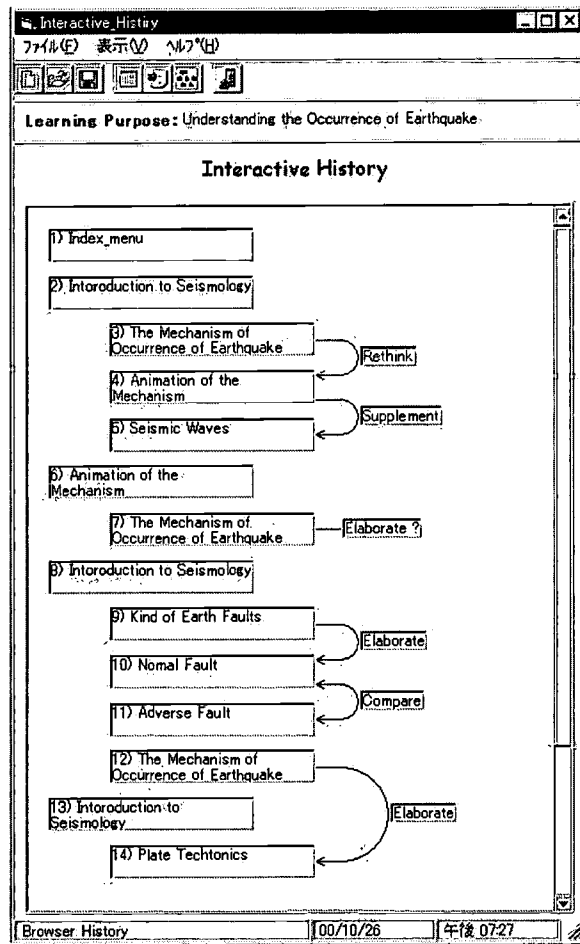 Interactive_Histiry
ファイル(F) 表示(V) ヘルプ(H)
Learning Purpose: Understanding the Occurrence of Earthquake
Interactive History
1) Index_menu
2) Intoroduction to Seismology
3) The Mechanism of
Occurrence of Earthquake
Rethink
4) Animation of the
Mechanism
Supplement
5) Seismic Waves
6) Animation of the
Mechanism
7) The Mechanism of
Occurrence of Earthquake
Elaborate ?
8) Intoroduction to Seismology
9) Kind of Earth Faults
Elaborate
10) Nomal Fault
Compare
11) Adverse Fault
12) The Mechanism of
Occurrence of Earthquake
13) Intoroduction to
Seismology
Elaborate
14) Plate Techtonics
Browser History 00/10/26 午後 07:27